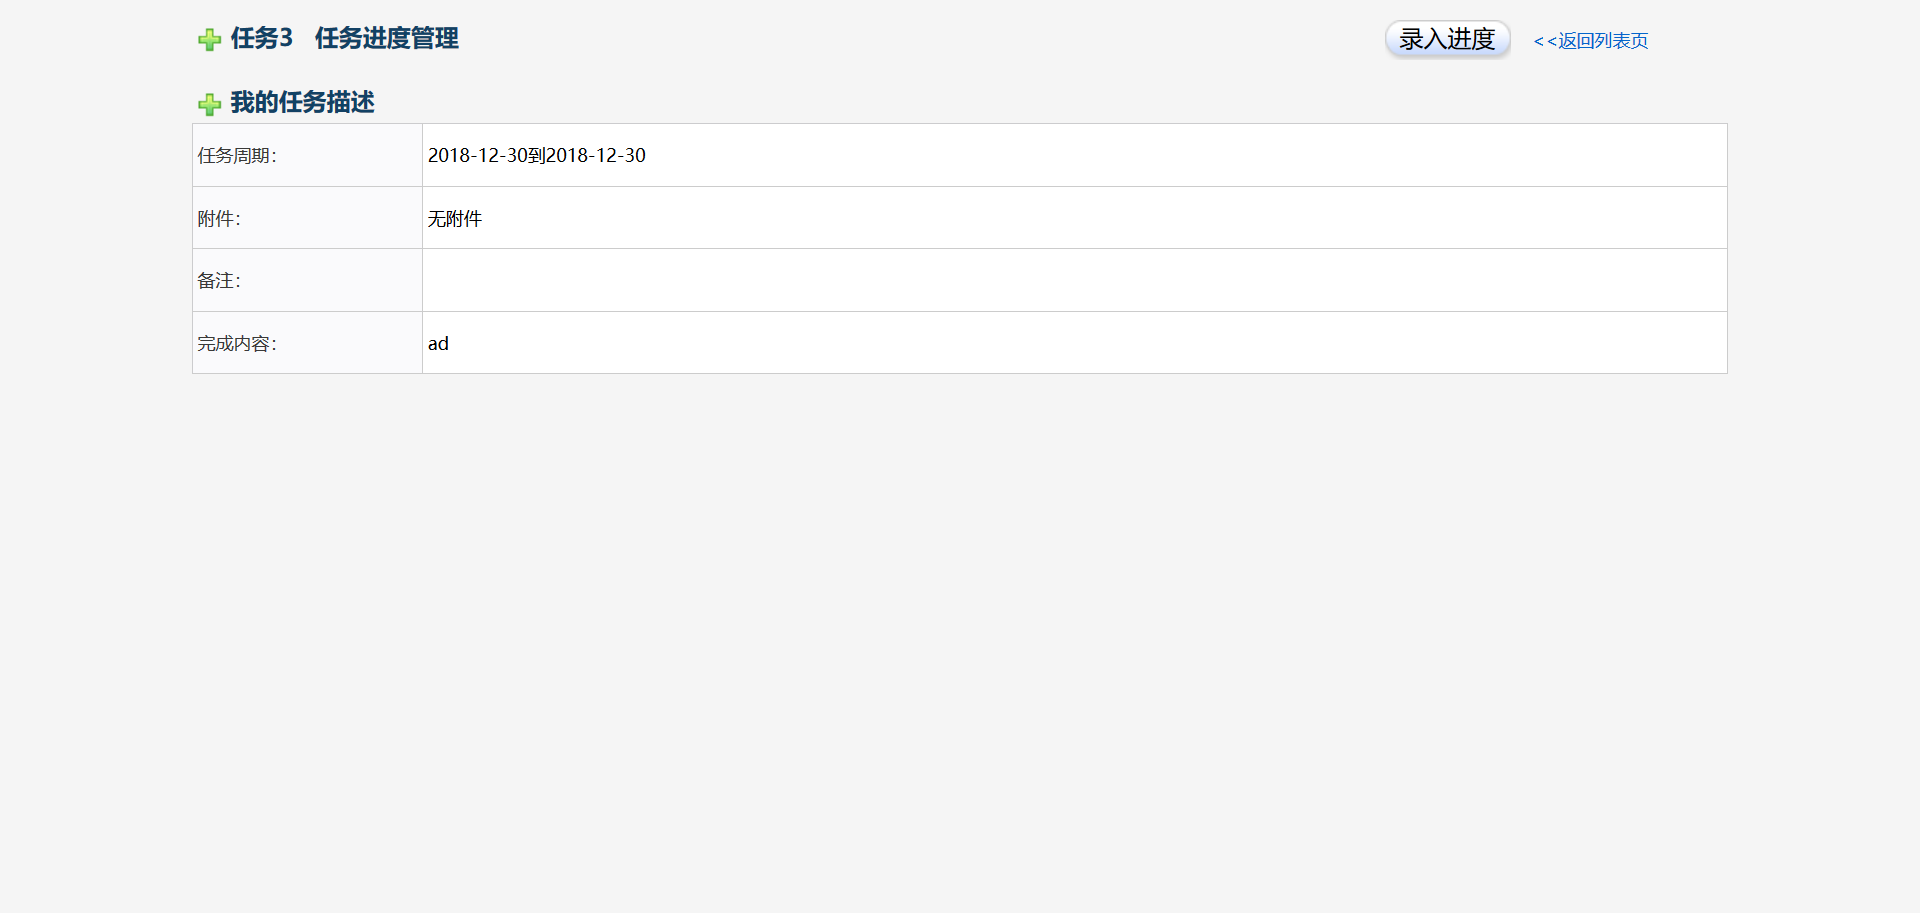 任务3 任务进度管理 录入进度 <<返回列表页
我的任务描述
任务周期： 2018-12-30到2018-12-30
附件： 无附件
备注：
完成内容： ad